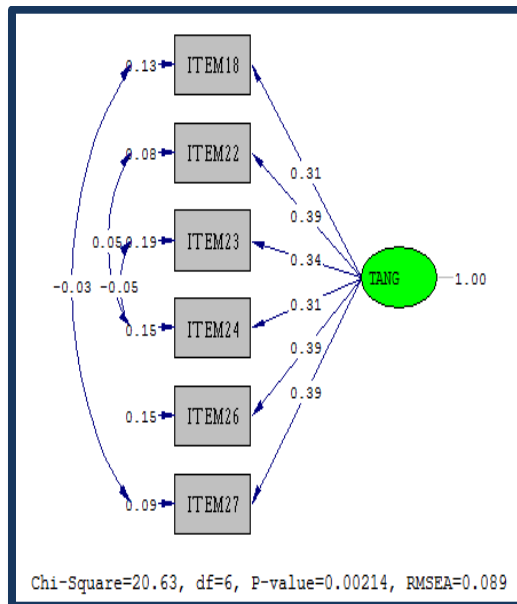 0.13 ITEM18
0.31
0.08 ITEM22
0.39
0.05 0.19 ITEM23
0.34
TANG 1.00
-0.03 -0.05
0.31
0.15 ITEM24
0.39
0.39
0.15 ITEM26
0.09 ITEM27
Chi-Square=20.63, df=6, P-value=0.00214, RMSEA=0.089